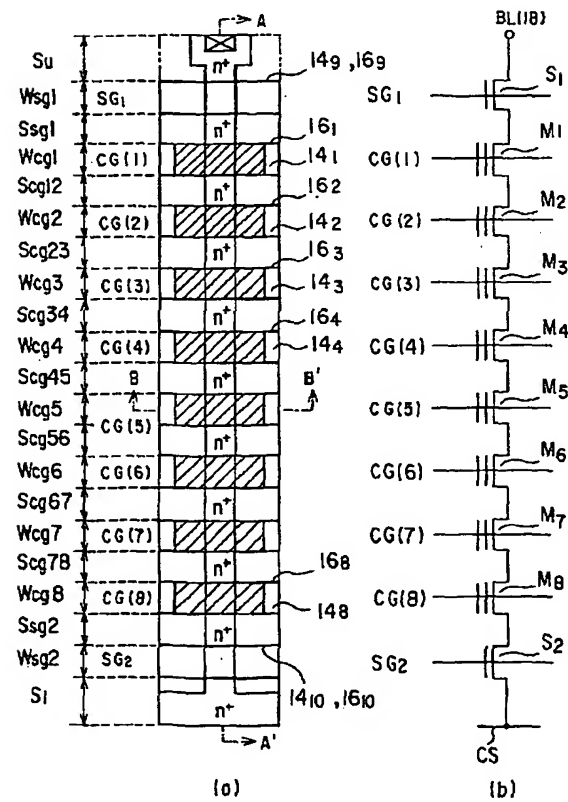 A
BL(18)
Su
n⁺
14₉ , 16₉
S₁
Wsg1
SG₁
SG₁
Ssg1
n⁺
16₁
M₁
Wcg1
CG(1)
14₁
CG(1)
Scg12
n⁺
16₂
M₂
Wcg2
CG(2)
14₂
CG(2)
Scg23
16₃
M₃
Wcg3
CG(3)
14₃
CG(3)
Scg34
16₄
M₄
Wcg4
CG(4)
14₄
CG(4)
Scg45
B
B'
M₅
Wcg5
CG(5)
CG(5)
Scg56
n⁺
M₆
Wcg6
CG(6)
CG(6)
Scg67
n⁺
M₇
Wcg7
CG(7)
CG(7)
Scg78
n⁺
16₈
M₈
Wcg8
CG(8)
14₈
CG(8)
Ssg2
n⁺
S₂
Wsg2
SG₂
SG₂
14₁₀ , 16₁₀
S1
n⁺
A'
CS
(a)
(b)